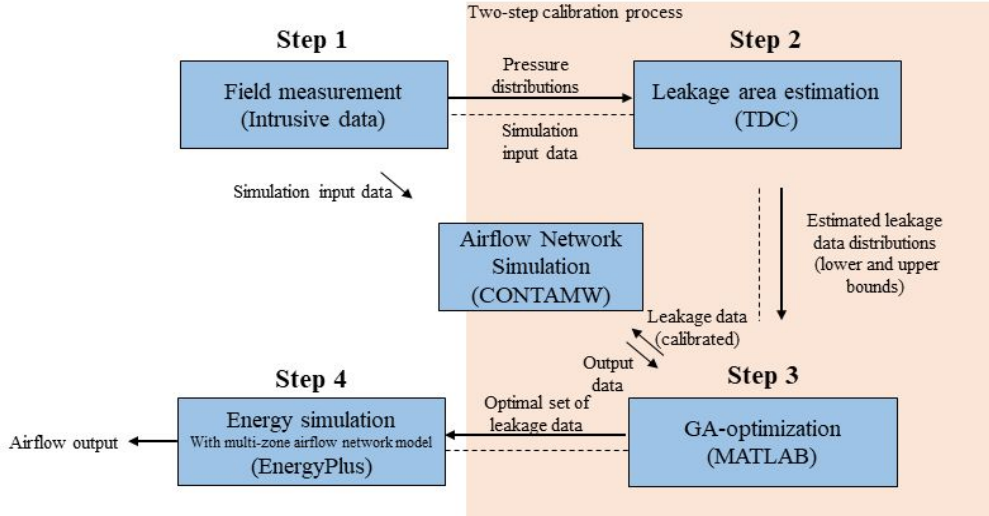 Two-step calibration process
Step 1
Field measurement
(Intrusive data)
Pressure
distributions
Simulation
input data
Step 2
Leakage area estimation
(TDC)
Simulation input data
Airflow Network
Simulation
(CONTAMW)
Estimated leakage
data distributions
(lower and upper
bounds)
Leakage data
(calibrated)
Output
data
Step 3
GA-optimization
(MATLAB)
Optimal set of
leakage data
Step 4
Energy simulation
With multi-zone airflow network model
(EnergyPlus)
Airflow output